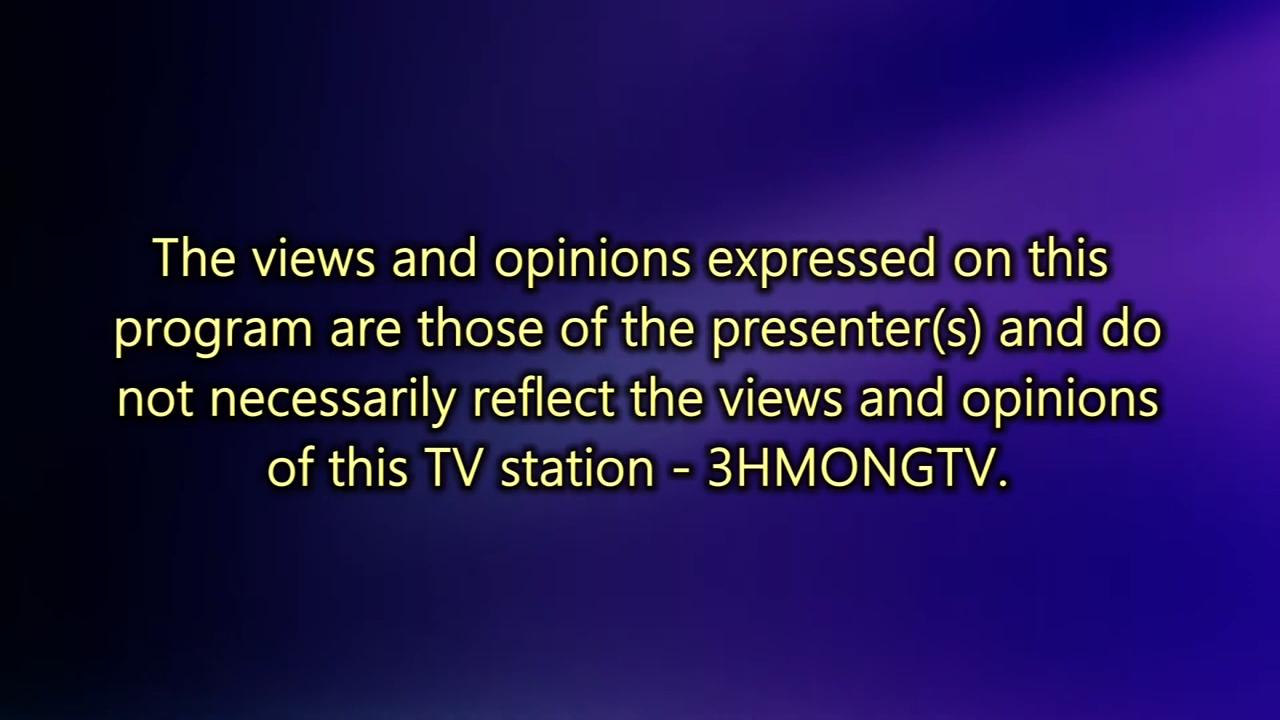 The views and opinions expressed on this
program are those of the presenter(s) and do
not necessarily reflect the views and opinions
of this TV station - 3HMONGTV.